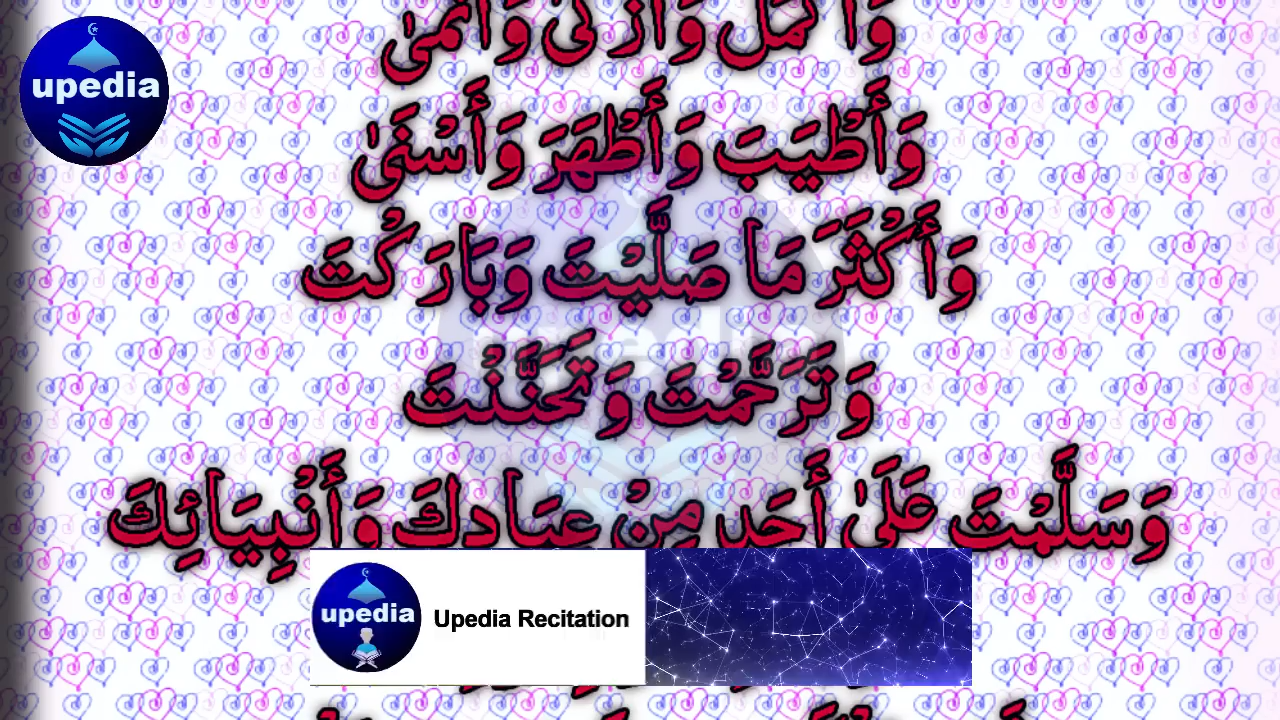 وَأَكْمَلَ وَأَزْكَىٰ وَأَنْمَىٰ
upedia
وَأَطْيَبَ وَأَطْهَرَ وَأَسْنَىٰ
وَأَكْثَرَ مَا صَلَّيْتَ وَبَارَكْتَ
وَتَرَحَّمْتَ وَتَحَنَّنْتَ
وَسَلَّمْتَ عَلَىٰ أَحَدٍ مِنْ عِبَادِكَ وَأَنْبِيَائِكَ
upedia
Upedia Recitation